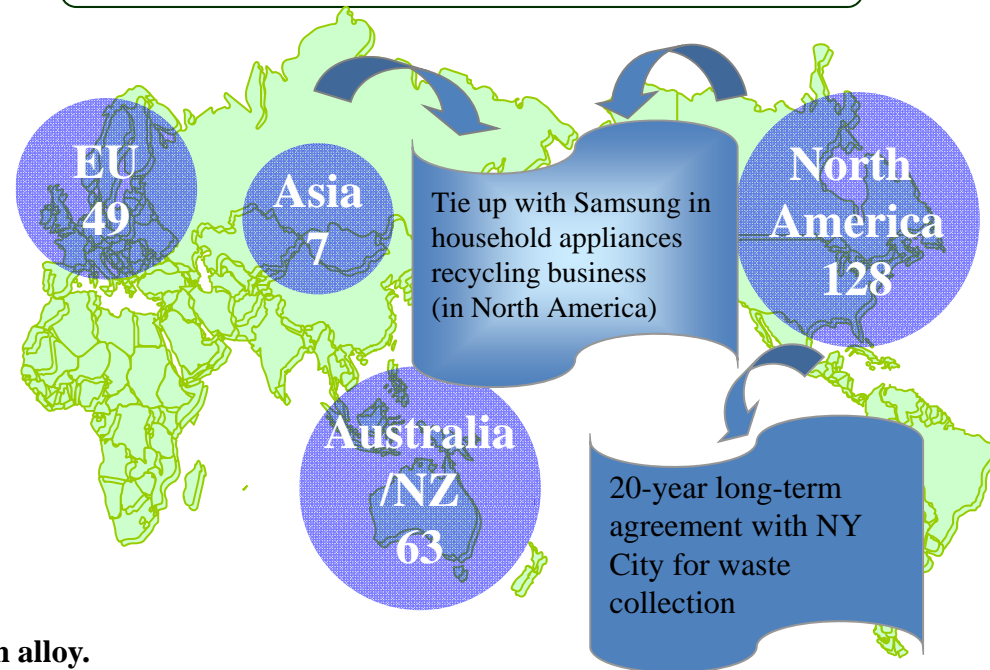 EU
49
Asia
7
Tie up with Samsung in
household appliances
recycling business
(in North America)
North
America
128
Australia
/NZ
63
20-year long-term
agreement with NY
City for waste
collection
alloy.